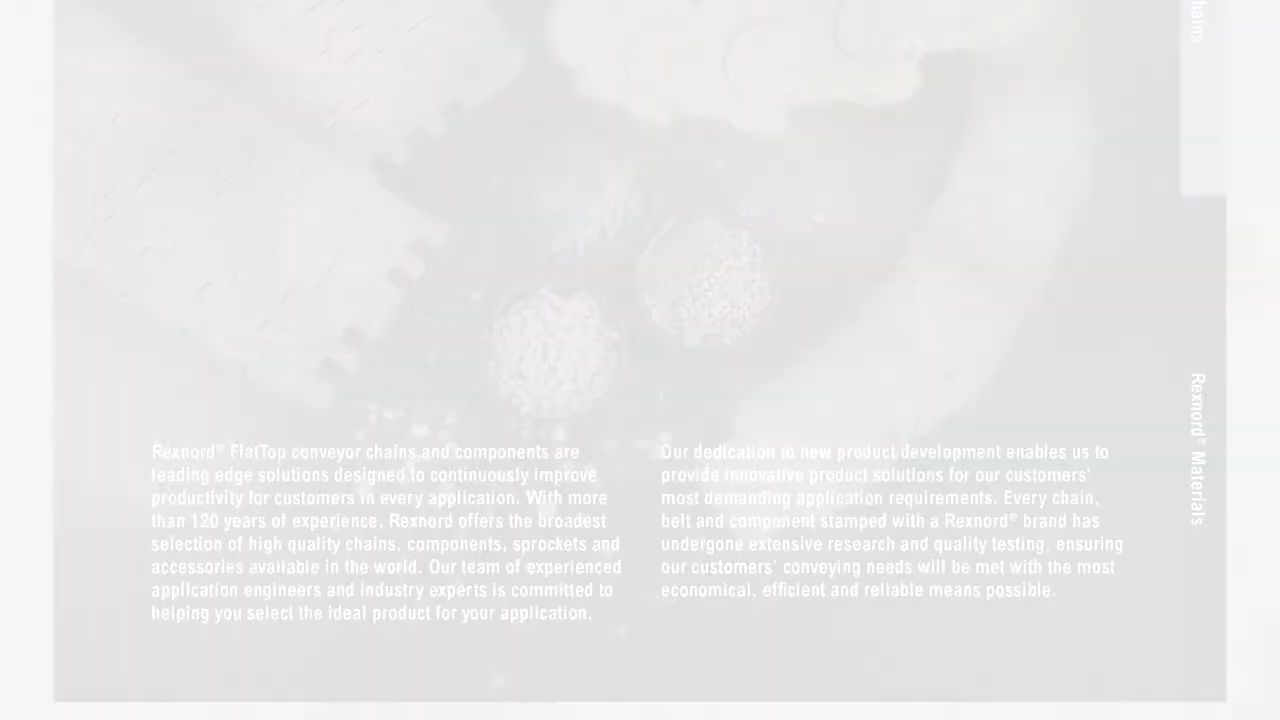 hains
Rexnord® FlatTop conveyor chains and components are
leading edge solutions designed to continuously improve
productivity for customers in every application. With more
than 120 years of experience, Rexnord offers the broadest
selection of high quality chains, components, sprockets and
accessories available in the world. Our team of experienced
application engineers and industry experts is committed to
helping you select the ideal product for your application.
Our dedication to new product development enables us to
provide innovative product solutions for our customers'
most demanding application requirements. Every chain,
belt and component stamped with a Rexnord® brand has
undergone extensive research and quality testing, ensuring
our customers' conveying needs will be met with the most
economical, efficient and reliable means possible.
Rexnord® Materials